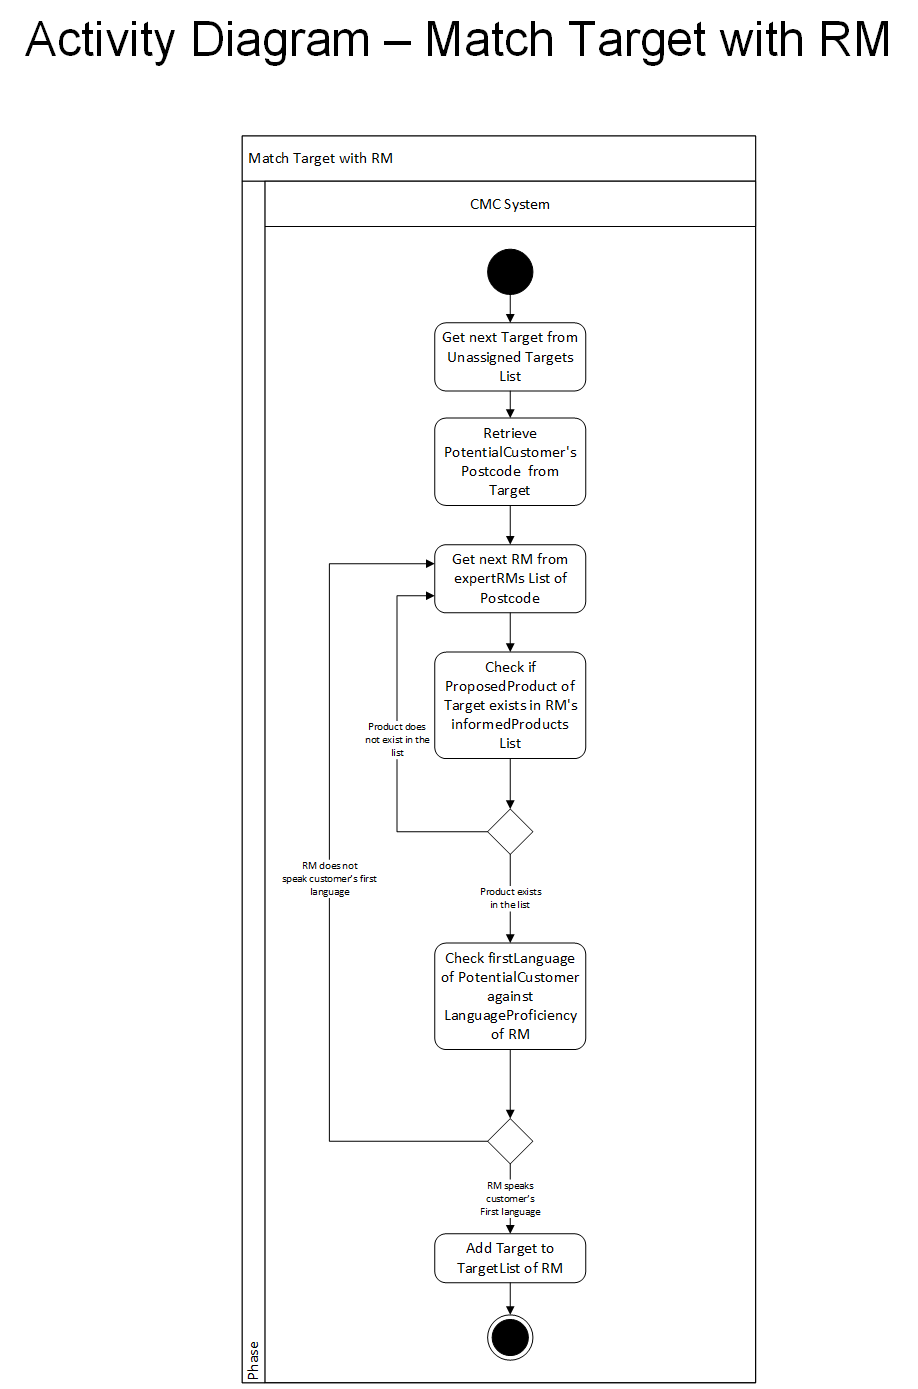 Activity Diagram – Match Target with RM
Match Target with RM
CMC System
Get next Target from
Unassigned Targets
List
Retrieve
PotentialCustomer's
Postcode from
Target
Get next RM from
expertRMs List of
Postcode
Check if
ProposedProduct of
Target exists in RM's
informedProducts
List
Product does
not exist in the
list
RM does not
speak customer's first
language
Product exists
in the list
Check firstLanguage
of PotentialCustomer
against
LanguageProficiency
of RM
RM speaks
customer's
First language
Add Target to
TargetList of RM
Phase